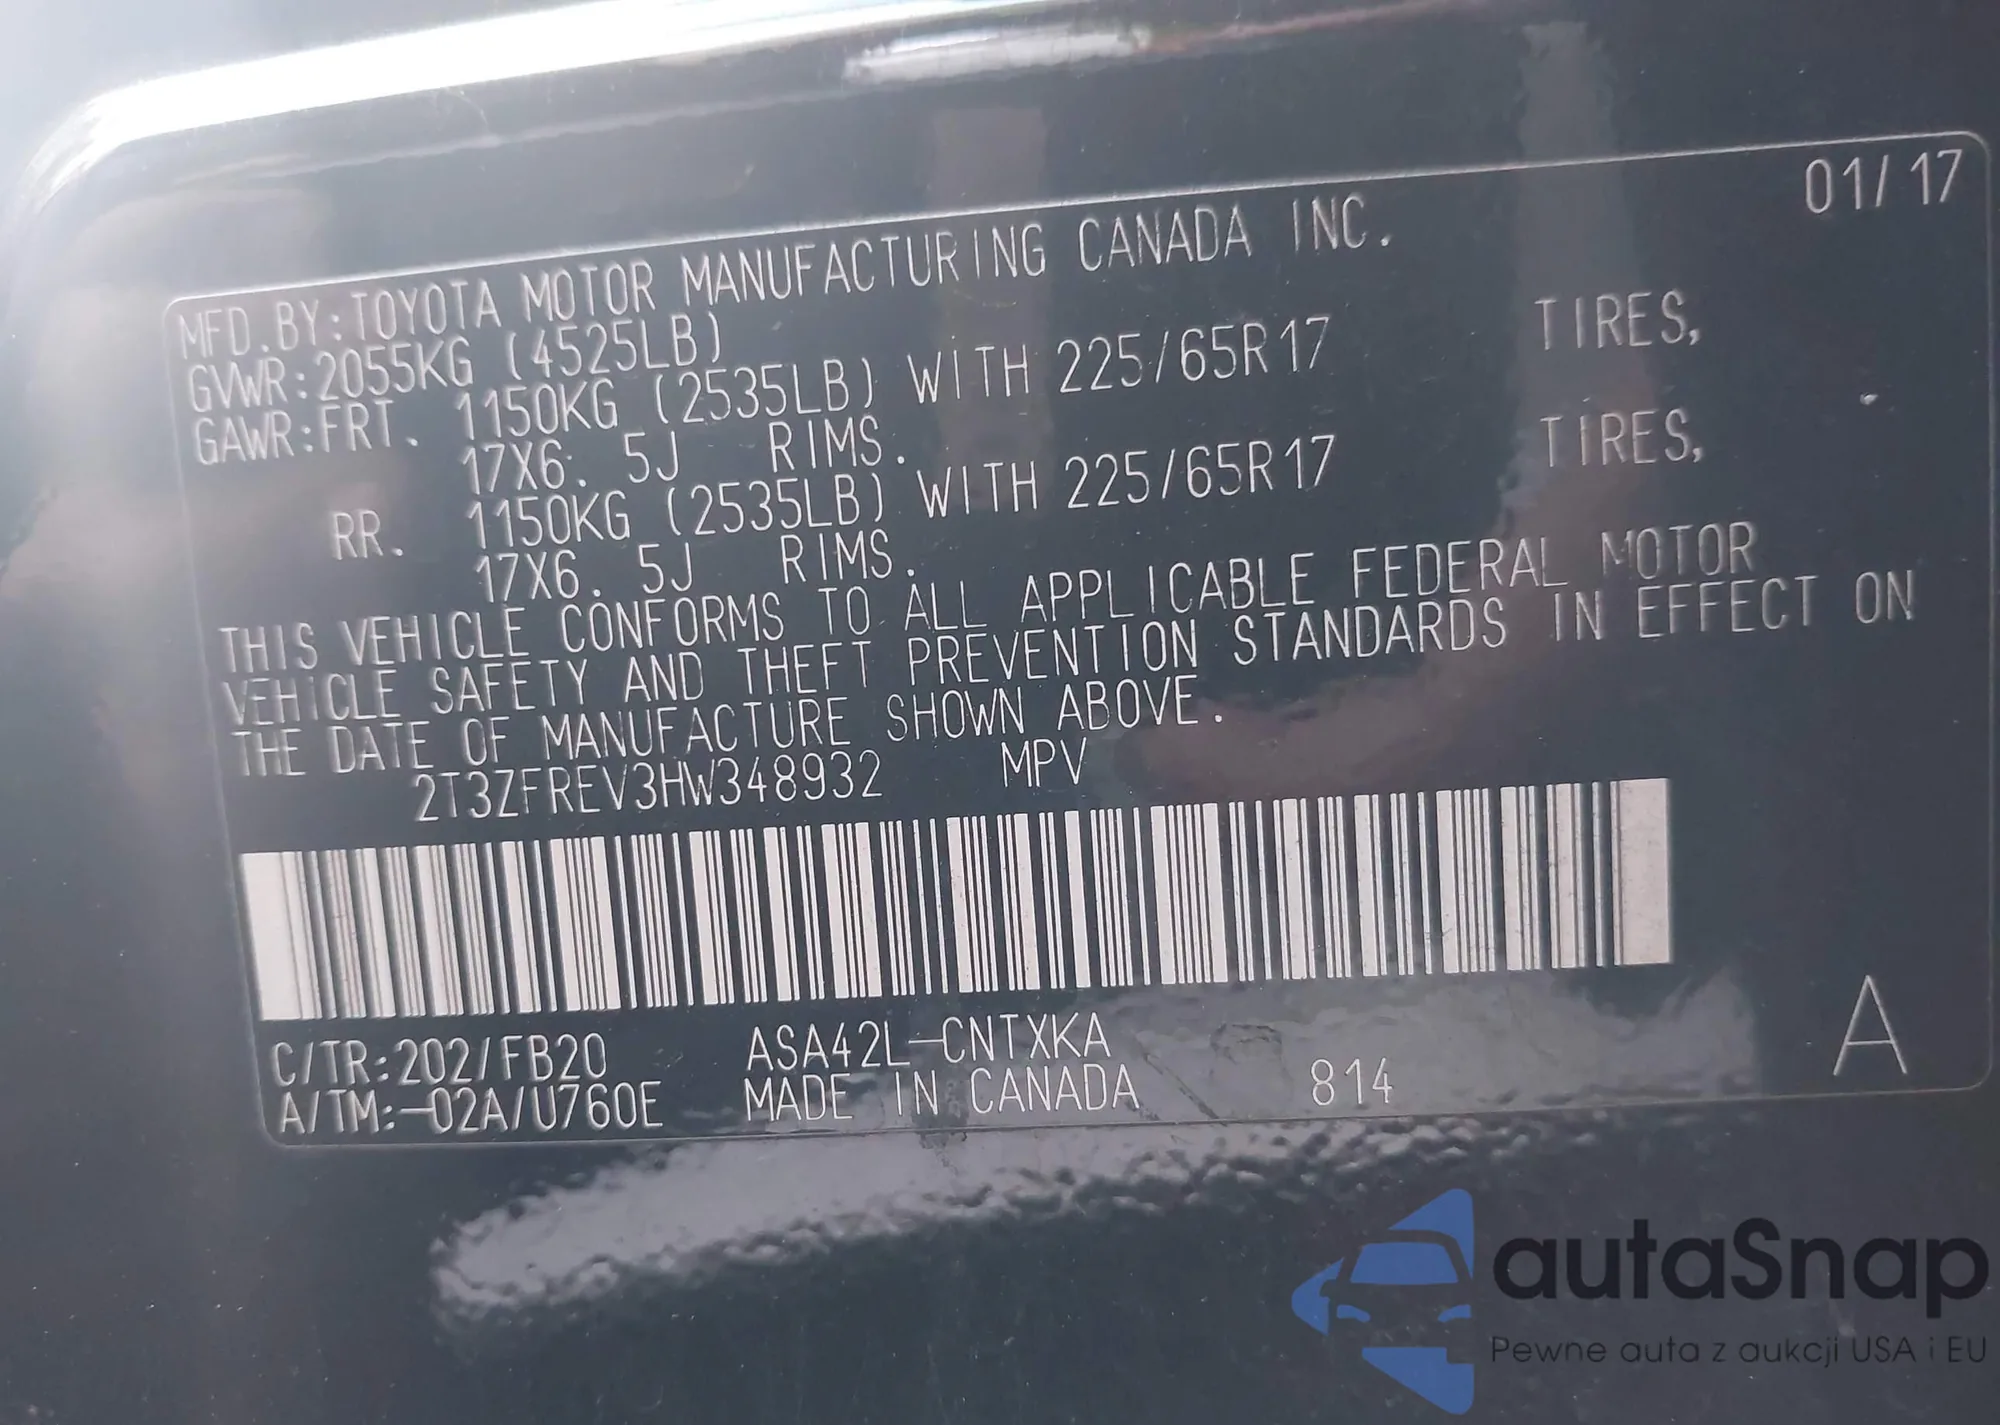 01/17
MFD.BY:TOYOTA MOTOR MANUFACTURING CANADA INC.
GVWR:2055KG (4525LB)
GAWR:FRT. 1150KG (2535LB) WITH 225/65R17 TIRES,
17X6.5J RIMS.
RR. 1150KG (2535LB) WITH 225/65R17 TIRES,
17X6.5J RIMS.
THIS VEHICLE CONFORMS TO ALL APPLICABLE FEDERAL MOTOR
VEHICLE SAFETY AND THEFT PREVENTION STANDARDS IN EFFECT ON
THE DATE OF MANUFACTURE SHOWN ABOVE.
2T3ZFREV3HW348932 MPV
C/TR:202/FB20 ASA42L-CNTXKA
A/TM:-02A/U760E MADE IN CANADA 814 A
autaSnap
Pewne auta z aukcji USA i EU